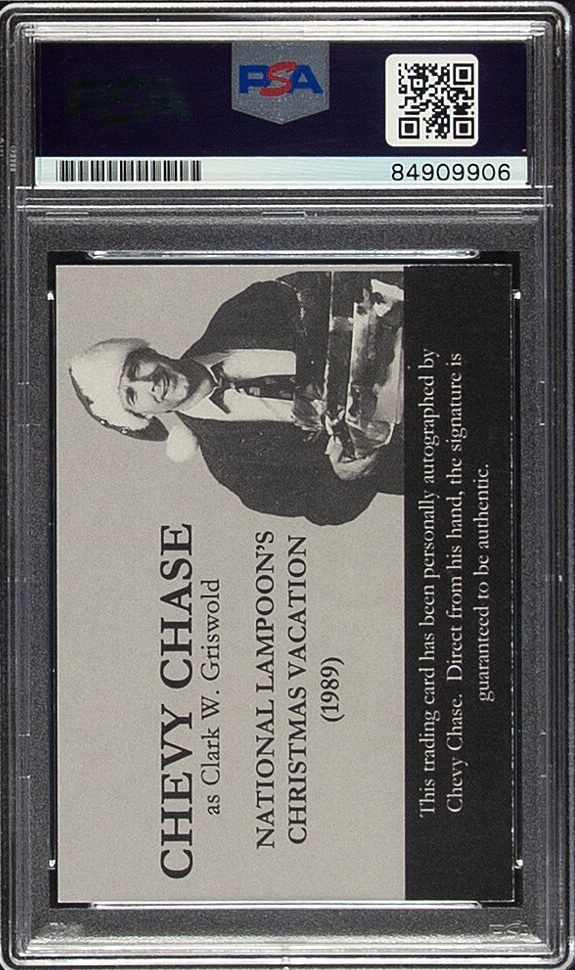 PSA
84909906
CHEVY CHASE
as Clark W. Griswold
NATIONAL LAMPOON'S
CHRISTMAS VACATION
(1989)
This trading card has been personally autographed by
Chevy Chase. Direct from his hand, the signature is
guaranteed to be authentic.
PSA